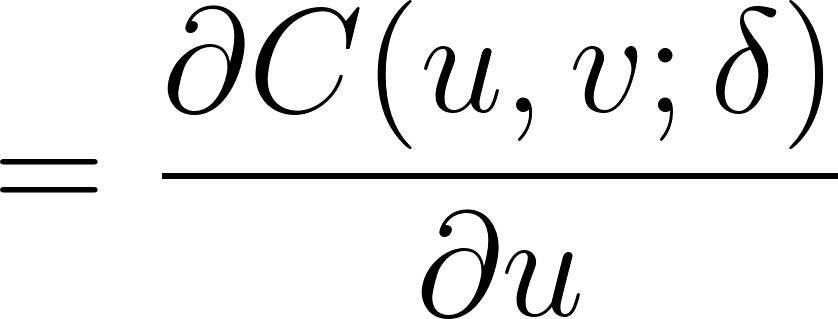 = ∂C(u, v; δ) / ∂u